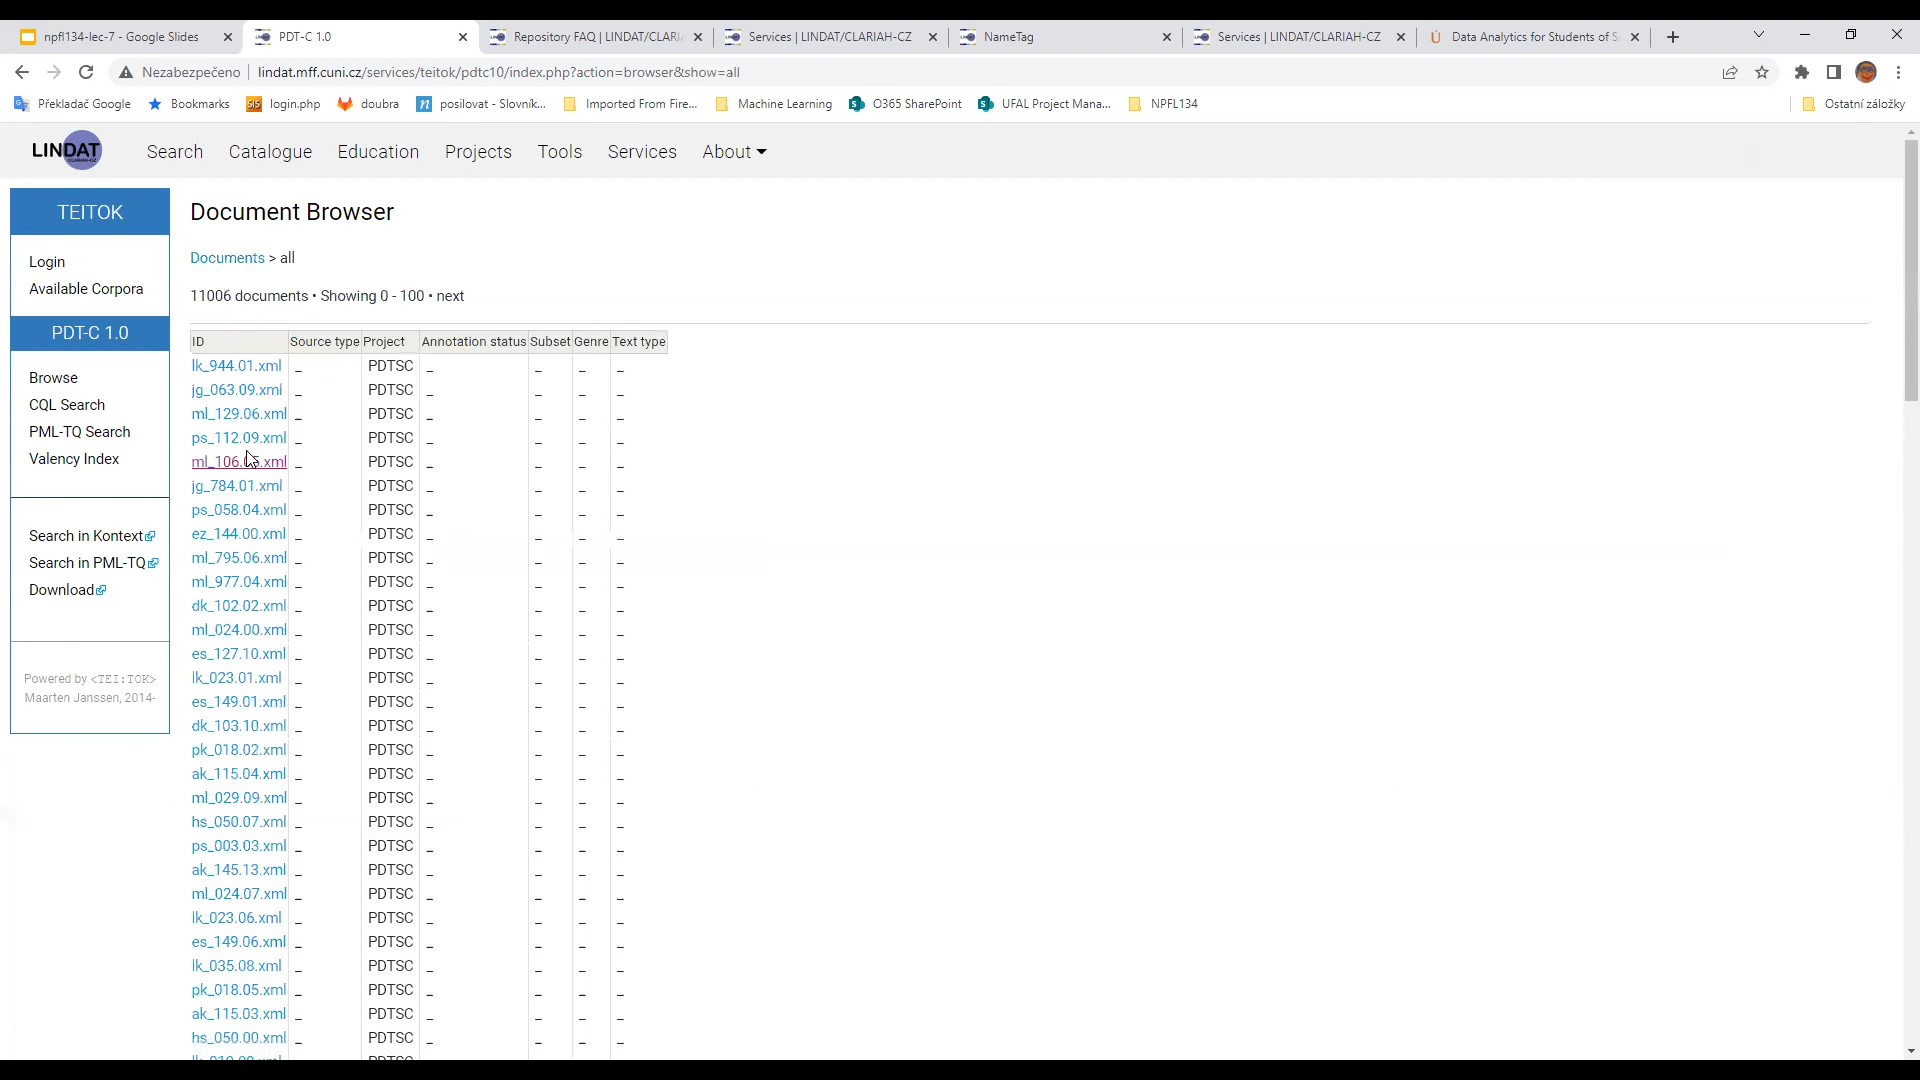 npfl134-lec-7 - Google Slides
PDT-C 1.0
Repository FAQ | LINDAT/CLARI
Services | LINDAT/CLARIAH-CZ
NameTag
Services | LINDAT/CLARIAH-CZ
Data Analytics for Students of S
Nezabezpečeno
lindat.mff.cuni.cz/services/teitok/pdtc10/index.php?action=browser&show=all
Překladač Google
Bookmarks
login.php
doubra
posilovat - Slovník...
Imported From Fire...
Machine Learning
O365 SharePoint
UFAL Project Mana...
NPFL134
Ostatní záložky
LINDAT
CLARIAH-CZ
Search
Catalogue
Education
Projects
Tools
Services
About
TEITOK
Login
Available Corpora
PDT-C 1.0
Browse
CQL Search
PML-TQ Search
Valency Index
Search in Kontext
Search in PML-TQ
Download
Powered by <TEI:TOK>
Maarten Janssen, 2014-
Document Browser
Documents > all
11006 documents • Showing 0 - 100 • next
ID Source type Project Annotation status Subset Genre Text type
lk_944.01.xml _ PDTSC _ _ _ _
jg_063.09.xml _ PDTSC _ _ _ _
ml_129.06.xml _ PDTSC _ _ _ _
ps_112.09.xml _ PDTSC _ _ _ _
_ PDTSC _ _ _ _
jg_784.01.xml _ PDTSC _ _ _ _
ps_058.04.xml _ PDTSC _ _ _ _
ez_144.00.xml _ PDTSC _ _ _ _
ml_795.06.xml _ PDTSC _ _ _ _
ml_977.04.xml _ PDTSC _ _ _ _
dk_102.02.xml _ PDTSC _ _ _ _
ml_024.00.xml _ PDTSC _ _ _ _
es_127.10.xml _ PDTSC _ _ _ _
lk_023.01.xml _ PDTSC _ _ _ _
es_149.01.xml _ PDTSC _ _ _ _
dk_103.10.xml _ PDTSC _ _ _ _
pk_018.02.xml _ PDTSC _ _ _ _
ak_115.04.xml _ PDTSC _ _ _ _
ml_029.09.xml _ PDTSC _ _ _ _
hs_050.07.xml _ PDTSC _ _ _ _
ps_003.03.xml _ PDTSC _ _ _ _
ak_145.13.xml _ PDTSC _ _ _ _
ml_024.07.xml _ PDTSC _ _ _ _
lk_023.06.xml _ PDTSC _ _ _ _
es_149.06.xml _ PDTSC _ _ _ _
lk_035.08.xml _ PDTSC _ _ _ _
pk_018.05.xml _ PDTSC _ _ _ _
ak_115.03.xml _ PDTSC _ _ _ _
hs_050.00.xml _ PDTSC _ _ _ _